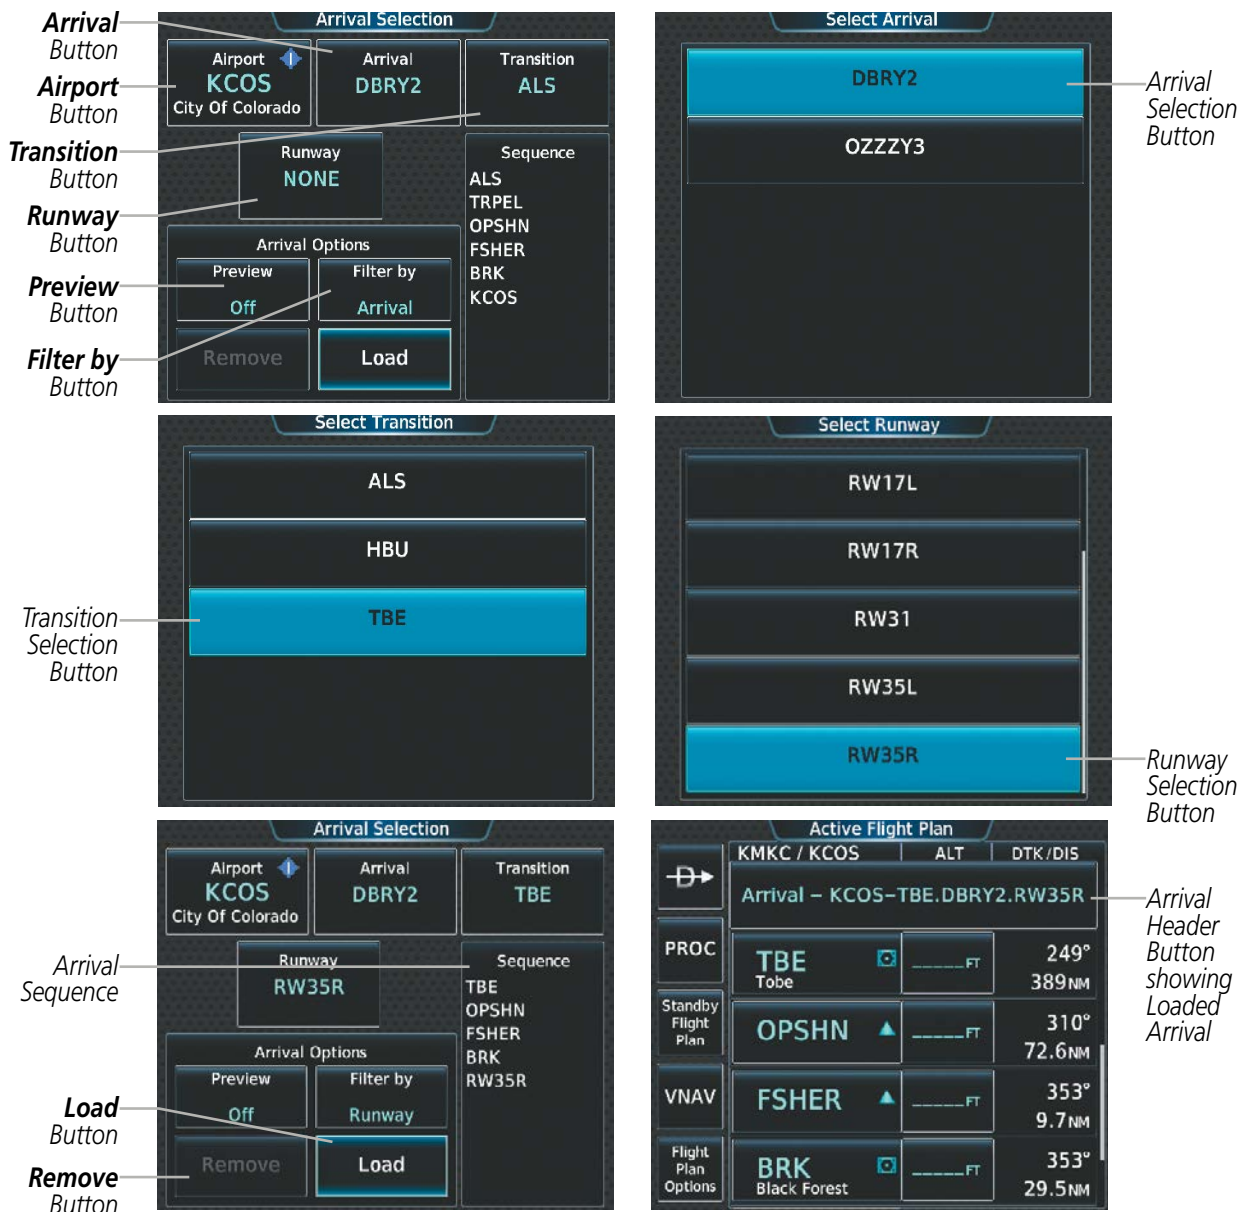 Arrival
Button
Airport
Button
Transition
Button
Runway
Button
Preview
Button
Filter by
Button
Arrival Selection
Airport
KCOS
City Of Colorado
Arrival
DBRY2
Transition
ALS
Runway
NONE
Sequence
ALS
TRPEL
OPSHN
FSHER
BRK
KCOS
Arrival Options
Preview
Off
Filter by
Arrival
Remove
Load
Select Arrival
DBRY2
OZZZY3
Arrival
Selection
Button
Select Transition
ALS
HBU
TBE
Transition
Selection
Button
Select Runway
RW17L
RW17R
RW31
RW35L
RW35R
Runway
Selection
Button
Arrival Selection
Airport
KCOS
City Of Colorado
Arrival
DBRY2
Transition
TBE
Runway
RW35R
Sequence
TBE
OPSHN
FSHER
BRK
RW35R
Arrival Options
Preview
Off
Filter by
Runway
Remove
Load
Arrival
Sequence
Load
Button
Remove
Button
Active Flight Plan
KMKC / KCOS ALT DTK/DIS
Arrival – KCOS–TBE.DBRY2.RW35R
PROC
Standby
Flight
Plan
VNAV
Flight
Plan
Options
TBE
Tobe
_____FT
249°
389NM
OPSHN
_____FT
310°
72.6NM
FSHER
_____FT
353°
9.7NM
BRK
Black Forest
_____FT
353°
29.5NM
Arrival
Header
Button
showing
Loaded
Arrival